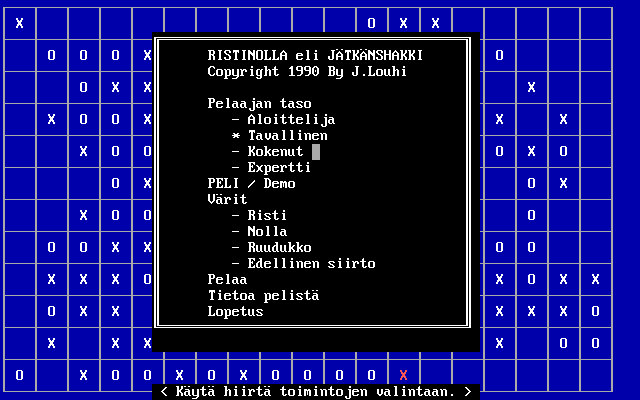 X O X X
O O O X O
O X X X
X O O X X X
X O O O X O
O X O X
X O O O
O O X X O O
X X X O X O X X
O X X X X X O
X X X X O O
O X O O X O X O O O O X
RISTINOLLA eli JÄTKÄNSHAKKI
Copyright 1990 By J.Louhi
Pelaajan taso
- Aloittelija
* Tavallinen
- Kokenut
- Expertti
PELI / Demo
Värit
- Risti
- Nolla
- Ruudukko
- Edellinen siirto
Pelaa
Tietoa pelistä
Lopetus
< Käytä hiirtä toimintojen valintaan. >